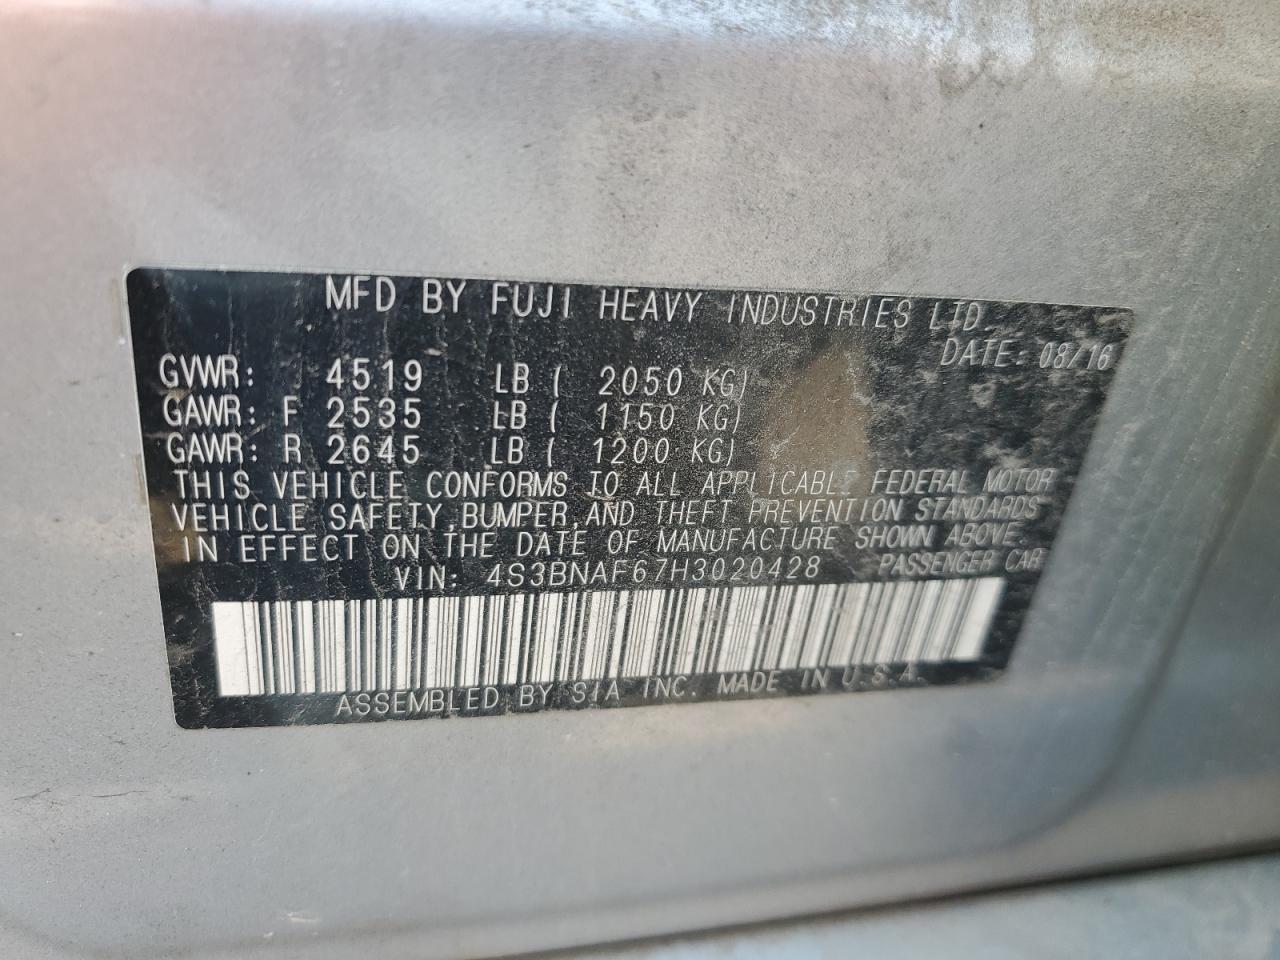 MFD BY FUJI HEAVY INDUSTRIES LTD.
DATE: 08/16
GVWR: 4519 LB ( 2050 KG)
GAWR: F 2535 LB ( 1150 KG)
GAWR: R 2645 LB ( 1200 KG)
THIS VEHICLE CONFORMS TO ALL APPLICABLE FEDERAL MOTOR
VEHICLE SAFETY,BUMPER,AND THEFT PREVENTION STANDARDS
IN EFFECT ON THE DATE OF MANUFACTURE SHOWN ABOVE.
VIN: 4S3BNAF67H3020428 PASSENGER CAR
ASSEMBLED BY SIA INC. MADE IN U.S.A.